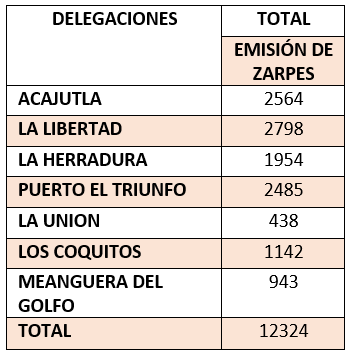 DELEGACIONES TOTAL
EMISIÓN DE
ZARPES
ACAJUTLA 2564
LA LIBERTAD 2798
LA HERRADURA 1954
PUERTO EL TRIUNFO 2485
LA UNION 438
LOS COQUITOS 1142
MEANGUERA DEL 943
GOLFO
TOTAL 12324